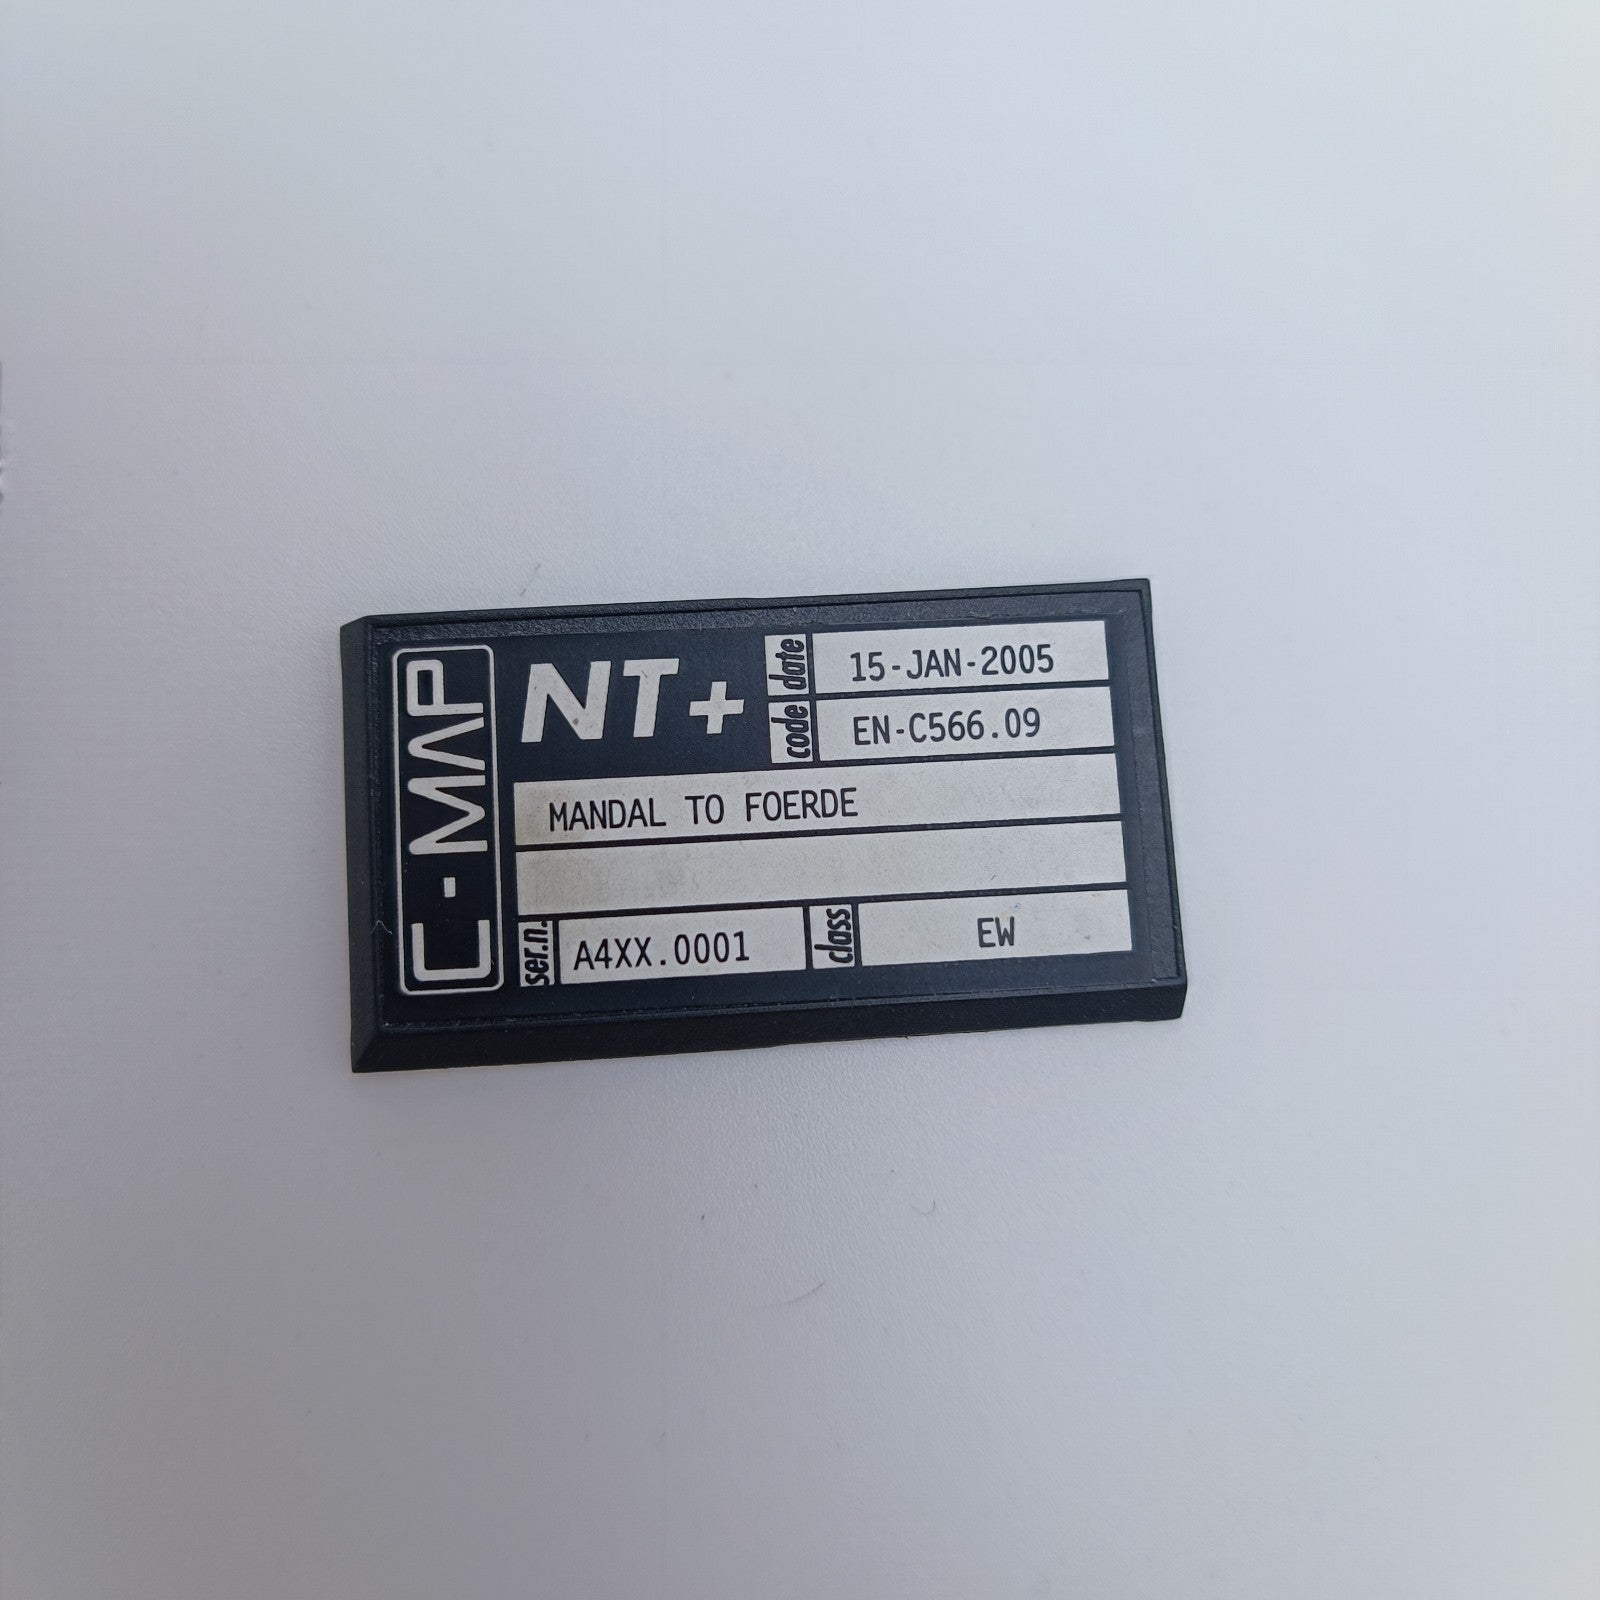 C-MAP
NT+
date 15-JAN-2005
code EN-C566.09
MANDAL TO FOERDE
ser.n. A4XX.0001 class EW